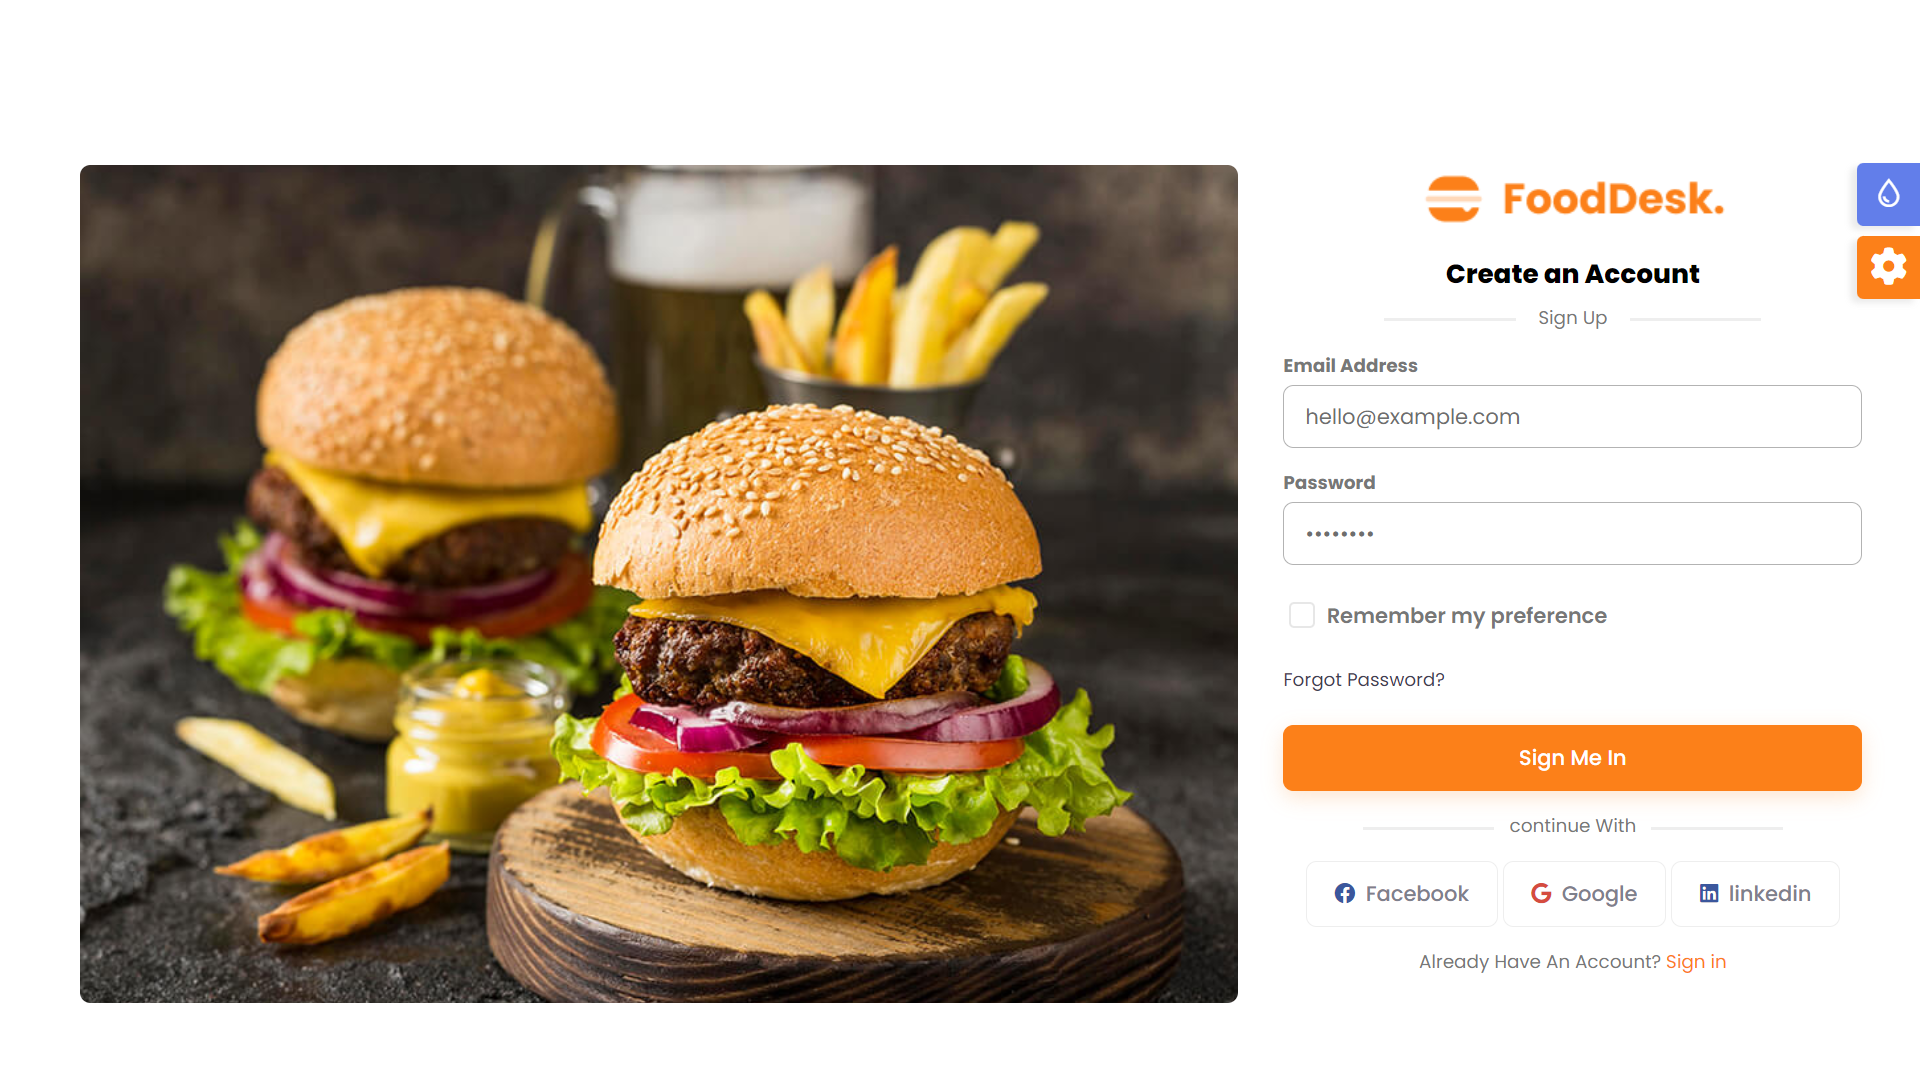 FoodDesk.
Create an Account
Sign Up
Email Address
hello@example.com
Password
••••••••
Remember my preference
Forgot Password?
Sign Me In
continue With
Facebook
Google
linkedin
Already Have An Account? Sign in